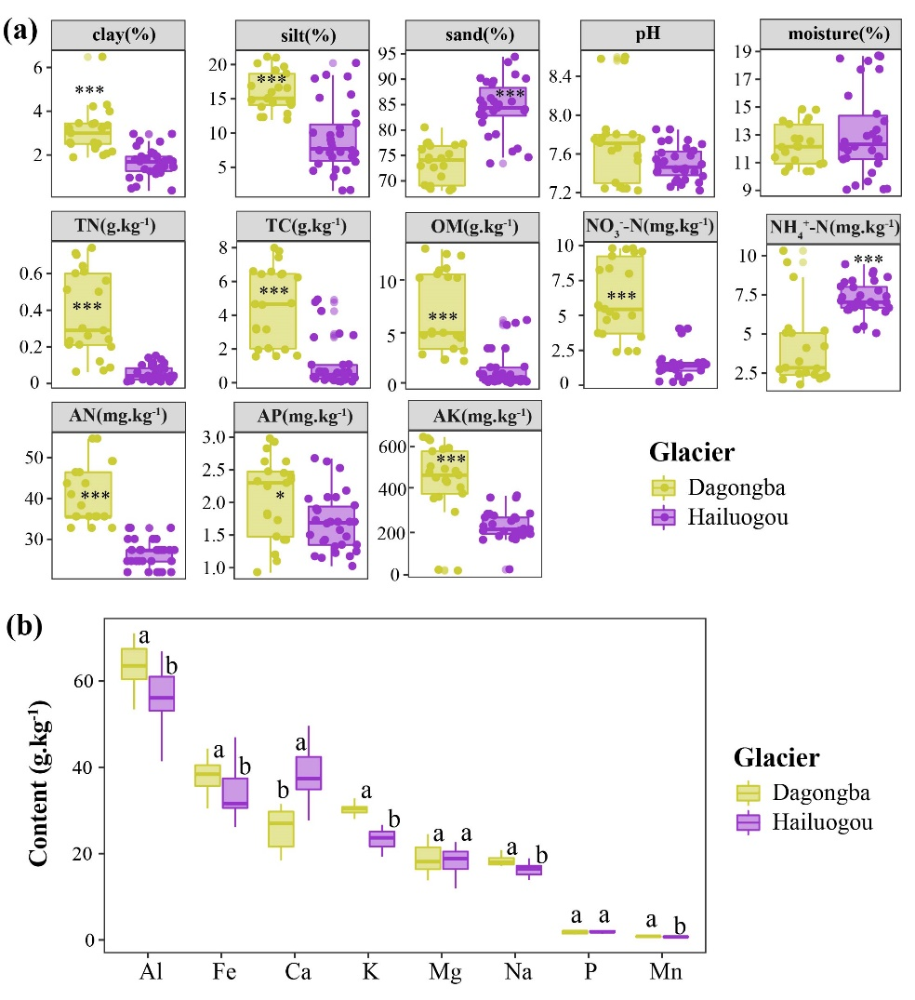 (a)
clay(%) silt(%) sand(%) pH moisture(%)
6 4 2
***
20 15 10 5
***
95 90 85 80 75 70
***
8.4 8.0 7.6 7.2
19 17 15 13 11 9
TN(g.kg⁻¹) TC(g.kg⁻¹) OM(g.kg⁻¹) NO₃⁻-N(mg.kg⁻¹) NH₄⁺-N(mg.kg⁻¹)
0.6 0.4 0.2 0
***
8 6 4 2 0
***
10 5 0
***
10 7.5 5 2.5 0
***
10 7.5 5 2.5
***
AN(mg.kg⁻¹) AP(mg.kg⁻¹) AK(mg.kg⁻¹)
50 40 30
***
3.0 2.5 2.0 1.5 1.0
*
600 400 200 0
***
Glacier
Dagongba
Hailuogou
(b)
Content (g.kg⁻¹)
60 40 20 0
a b
a b
b a
a b
a a
a b
a a
a b
Al Fe Ca K Mg Na P Mn
Glacier
Dagongba
Hailuogou